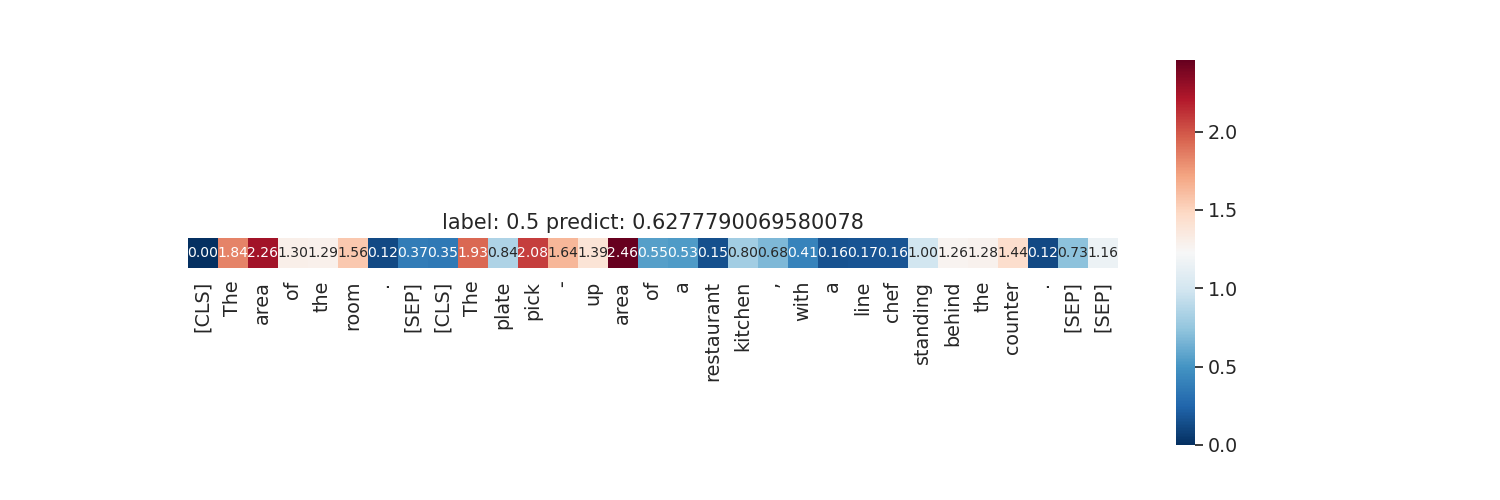 label: 0.5 predict: 0.6277790069580078
0.00 1.84 2.26 1.30 1.29 1.56 0.12 0.37 0.35 1.93 0.84 2.08 1.64 1.39 2.46 0.55 0.53 0.15 0.80 0.68 0.41 0.16 0.17 0.16 1.00 1.26 1.28 1.44 0.12 0.73 1.16
[CLS] The area of the room . [SEP] [CLS] The plate pick - up area of a restaurant kitchen , with a line chef standing behind the counter . [SEP] [SEP]
2.0
1.5
1.0
0.5
0.0